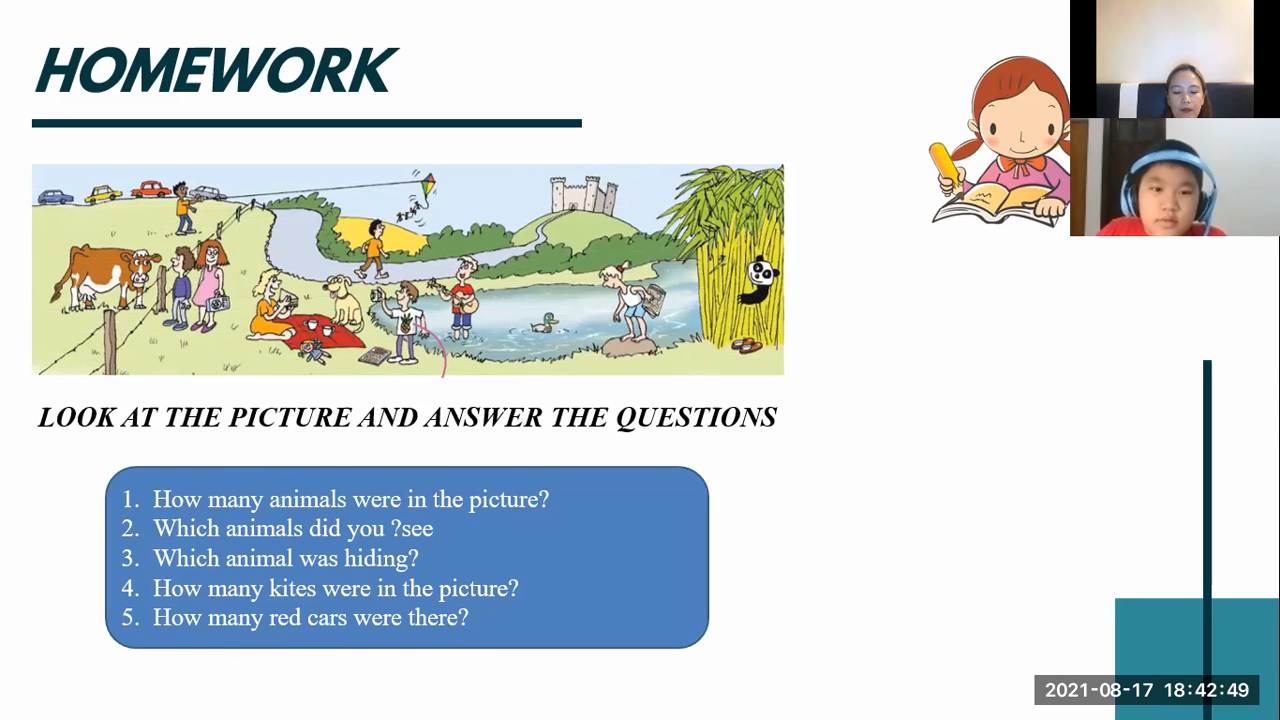 HOMEWORK
LOOK AT THE PICTURE AND ANSWER THE QUESTIONS
1. How many animals were in the picture?
2. Which animals did you ?see
3. Which animal was hiding?
4. How many kites were in the picture?
5. How many red cars were there?
2021-08-17 18:42:49